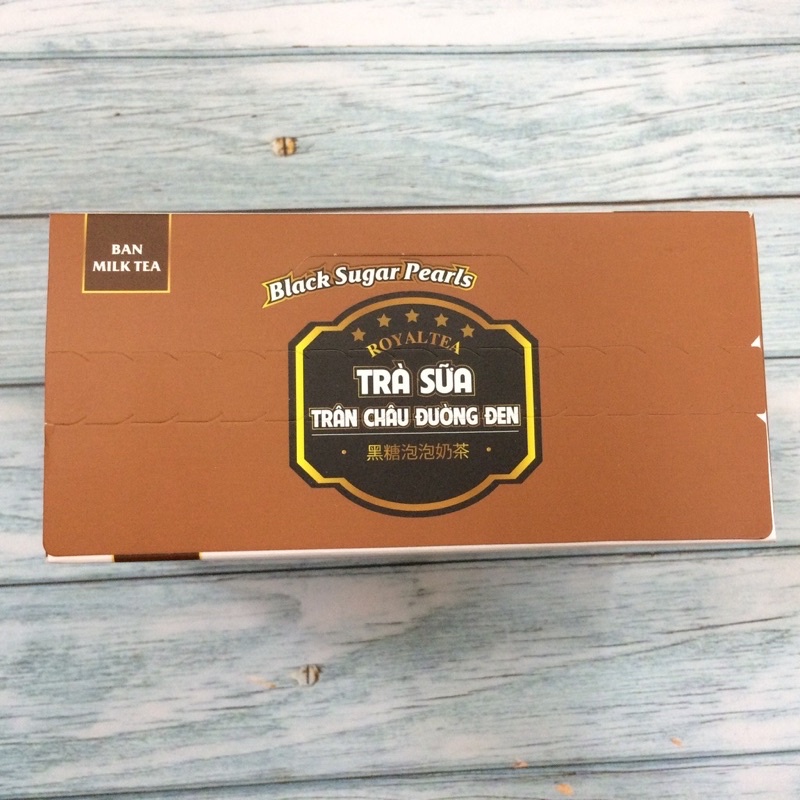 BAN
MILK TEA
Black Sugar Pearls
ROYALTEA
TRÀ SỮA
TRÂN CHÂU ĐƯỜNG ĐEN
· 黑糖泡泡奶茶 ·